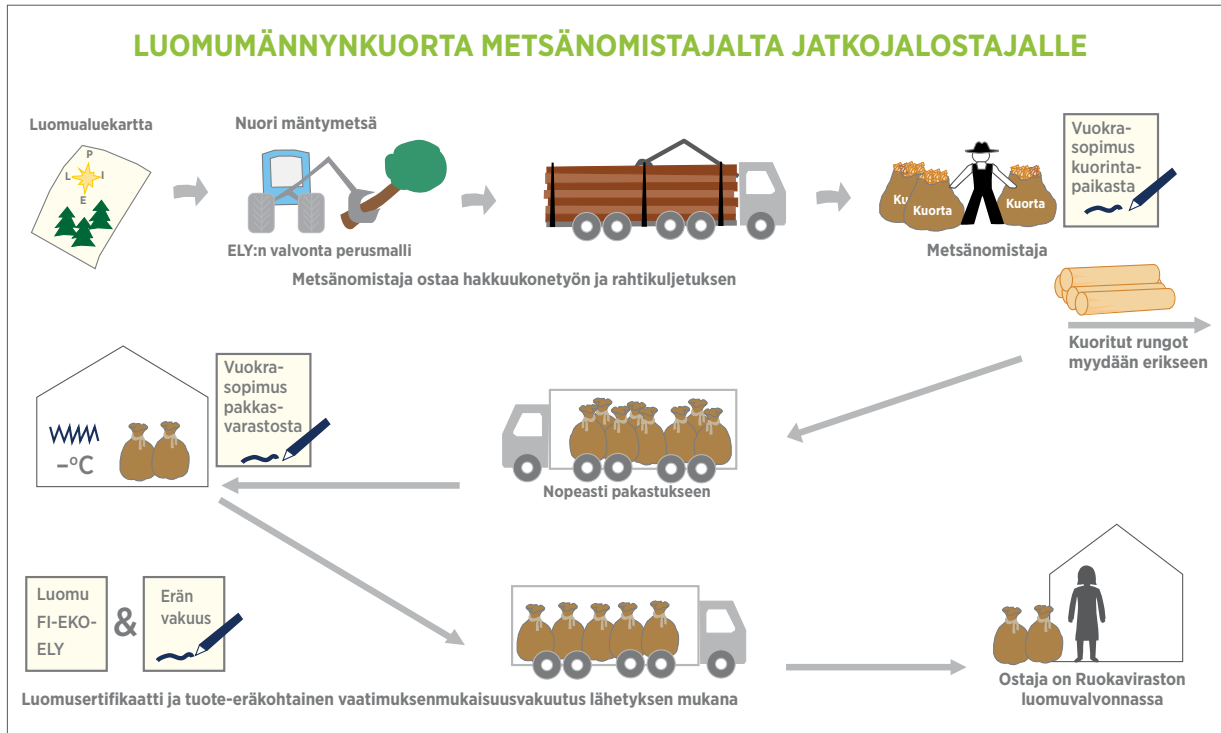 LUOMUMÄNNYNKUORTA METSÄNOMISTAJALTA JATKOJALOSTAJALLE
Luomualuekartta
P
L I
E
Nuori mäntymetsä
ELY:n valvonta perusmalli
Metsänomistaja ostaa hakkuukonetyön ja rahtikuljetuksen
Ku
Kuorta
Kuorta
Metsänomistaja
Vuokra-
sopimus
kuorinta-
paikasta
Kuoritut rungot
myydään erikseen
–°C
Vuokra-
sopimus
pakkas-
varastosta
Nopeasti pakastukseen
Luomu
FI-EKO-
ELY
&
Erän
vakuus
Luomusertifikaatti ja tuote-eräkohtainen vaatimuksenmukaisuusvakuutus lähetyksen mukana
Ostaja on Ruokaviraston
luomuvalvonnassa